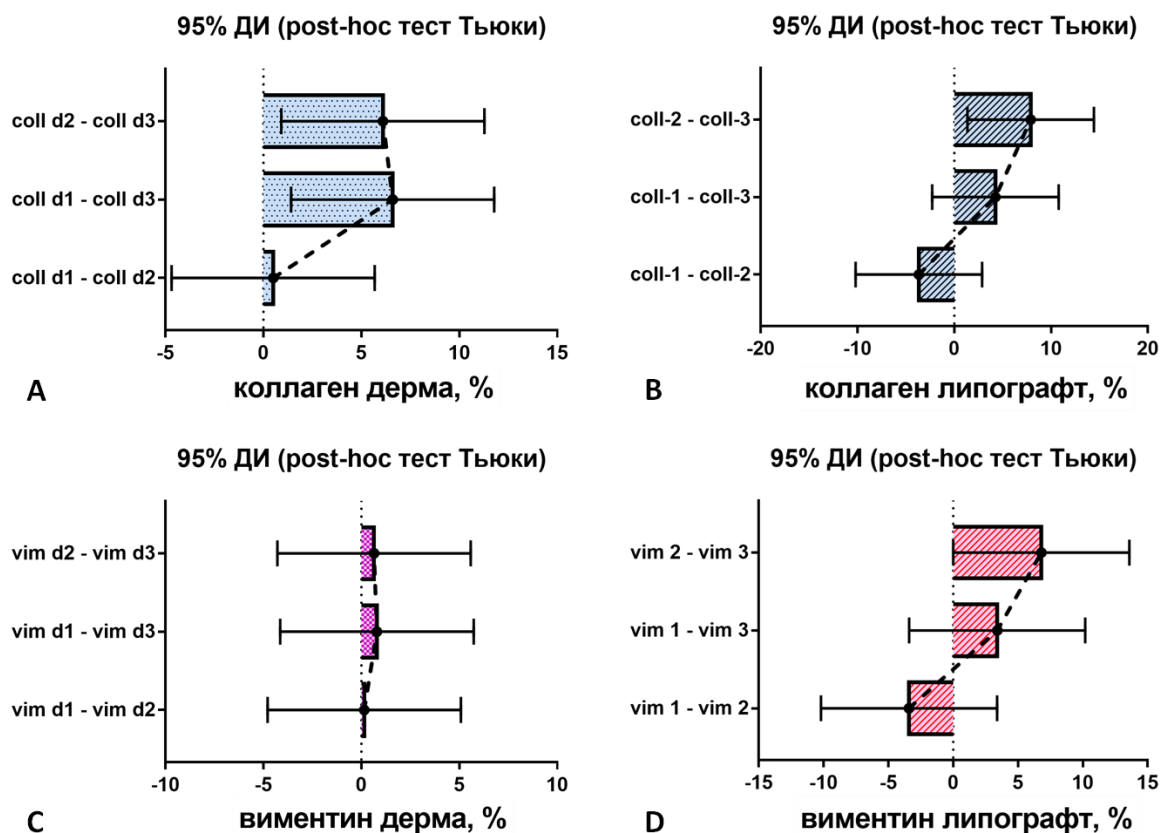 95% ДИ (post-hoc тест Тьюки)
coll d2 - coll d3
coll d1 - coll d3
coll d1 - coll d2
-5 0 5 10 15
A
коллаген дерма, %
95% ДИ (post-hoc тест Тьюки)
coll-2 - coll-3
coll-1 - coll-3
coll-1 - coll-2
-20 -10 0 10 20
B
коллаген липографт, %
95% ДИ (post-hoc тест Тьюки)
vim d2 - vim d3
vim d1 - vim d3
vim d1 - vim d2
-10 -5 0 5 10
C
виментин дерма, %
95% ДИ (post-hoc тест Тьюки)
vim 2 - vim 3
vim 1 - vim 3
vim 1 - vim 2
-15 -10 -5 0 5 10 15
D
виментин липографт, %